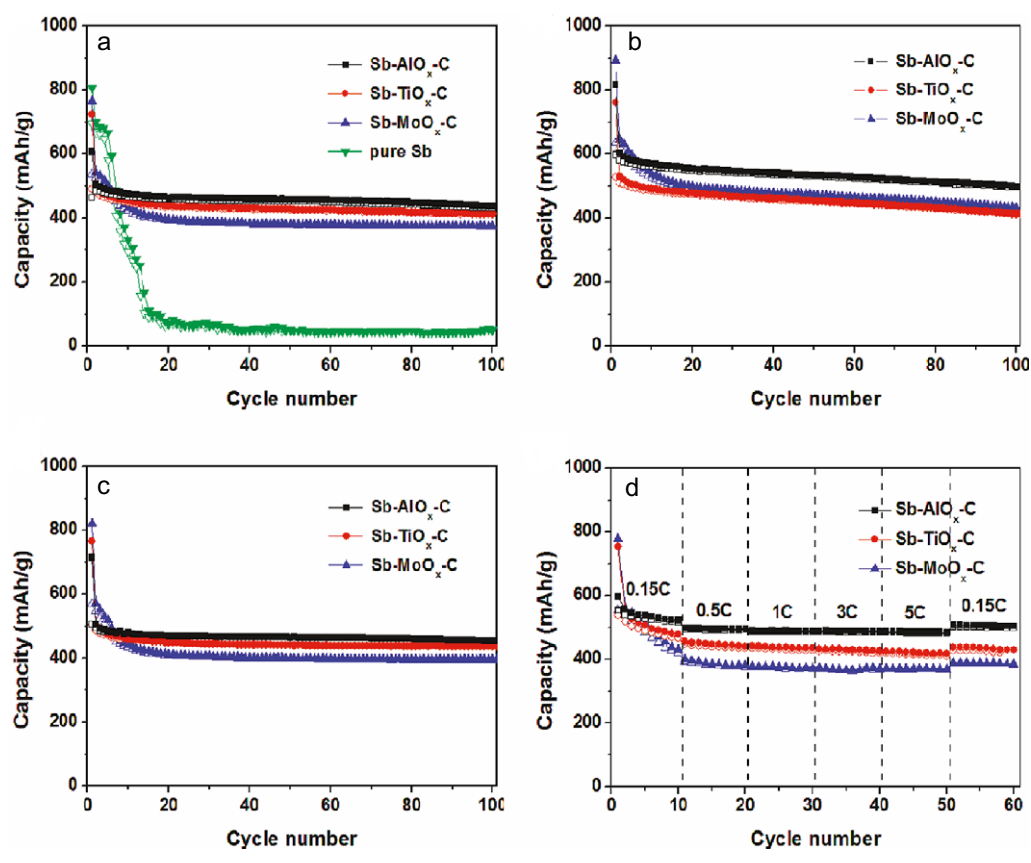 a
1000
800
600
400
200
0
Capacity (mAh/g)
Sb-AlOₓ-C
Sb-TiOₓ-C
Sb-MoOₓ-C
pure Sb
0 20 40 60 80 100
Cycle number
b
1000
800
600
400
200
0
Capacity (mAh/g)
Sb-AlOₓ-C
Sb-TiOₓ-C
Sb-MoOₓ-C
0 20 40 60 80 100
Cycle number
c
1000
800
600
400
200
0
Capacity (mAh/g)
Sb-AlOₓ-C
Sb-TiOₓ-C
Sb-MoOₓ-C
0 20 40 60 80 100
Cycle number
d
1000
800
600
400
200
0
Capacity (mAh/g)
Sb-AlOₓ-C
Sb-TiOₓ-C
Sb-MoOₓ-C
0.15C 0.5C 1C 3C 5C 0.15C
0 10 20 30 40 50 60
Cycle number